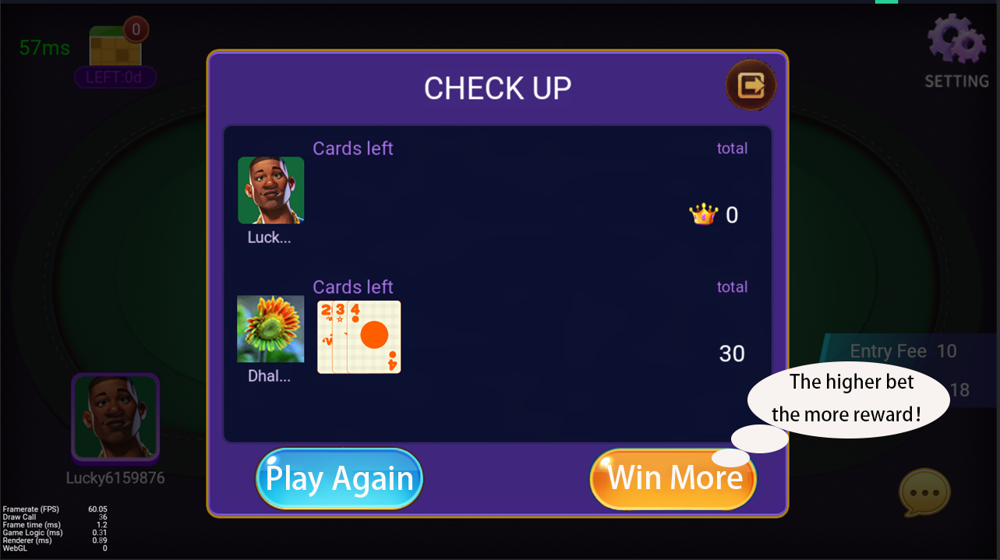 57ms
0
LEFT:0d
SETTING
CHECK UP
Cards left
total
Luck...
0
Cards left
total
2 3 4
4
Dhal...
30
Entry Fee 10
18
The higher bet
the more reward!
Play Again
Win More
Lucky6159876
Framerate (FPS) 60.05
Draw Call 36
Frame time (ms) 1.2
Game Logic (ms) 0.31
Renderer (ms) 0.89
WebGL 0